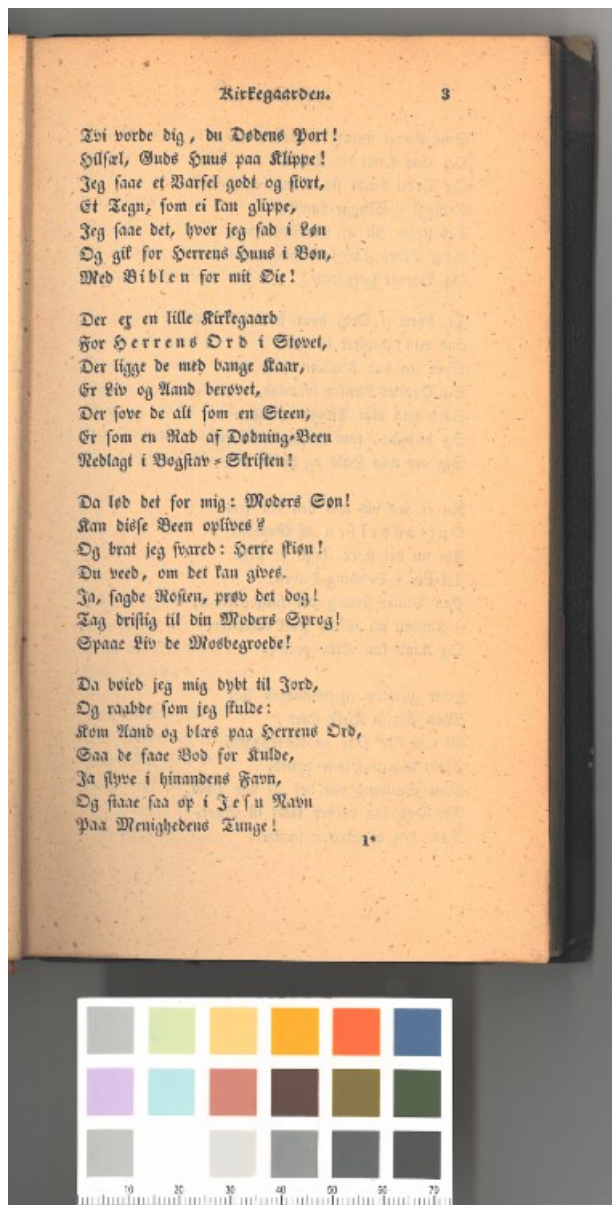 Kirkegaarden. 3
Tvi vorde dig, du Dødens Port!
Hilsæl, Guds Huus paa Klippe!
Jeg saae et Varsel godt og stort,
Et Tegn, som ei kan glippe,
Jeg saae det, hvor jeg sad i Løn
Og gik for Herrens Huus i Bøn,
Med Biblen for mit Øie!
Der er en lille Kirkegaard
For Herrens Ord i Støvet,
Der ligge de med bange Kaar,
Er Liv og Aand berøvet,
Der sove de alt som en Steen,
Er som en Rad af Dødning-Been
Nedlagt i Bogstav-Skriften!
Da lød det for mig: Moders Søn!
Kan disse Been oplives?
Og brat jeg svared: Herre skiøn!
Du veed, om det kan gives.
Ja, sagde Røsten, prøv det dog!
Tag dristig til din Moders Sprog!
Spaae Liv de Mosbegroede!
Da bøied jeg mig dybt til Jord,
Og raabde som jeg skulde:
Kom Aand og blæs paa Herrens Ord,
Saa de faae Bod for Kulde,
Ja flyve i hinandens Favn,
Og staae saa op i Jesu Navn
Paa Menighedens Tunge!
1*
10 20 30 40 50 60 70